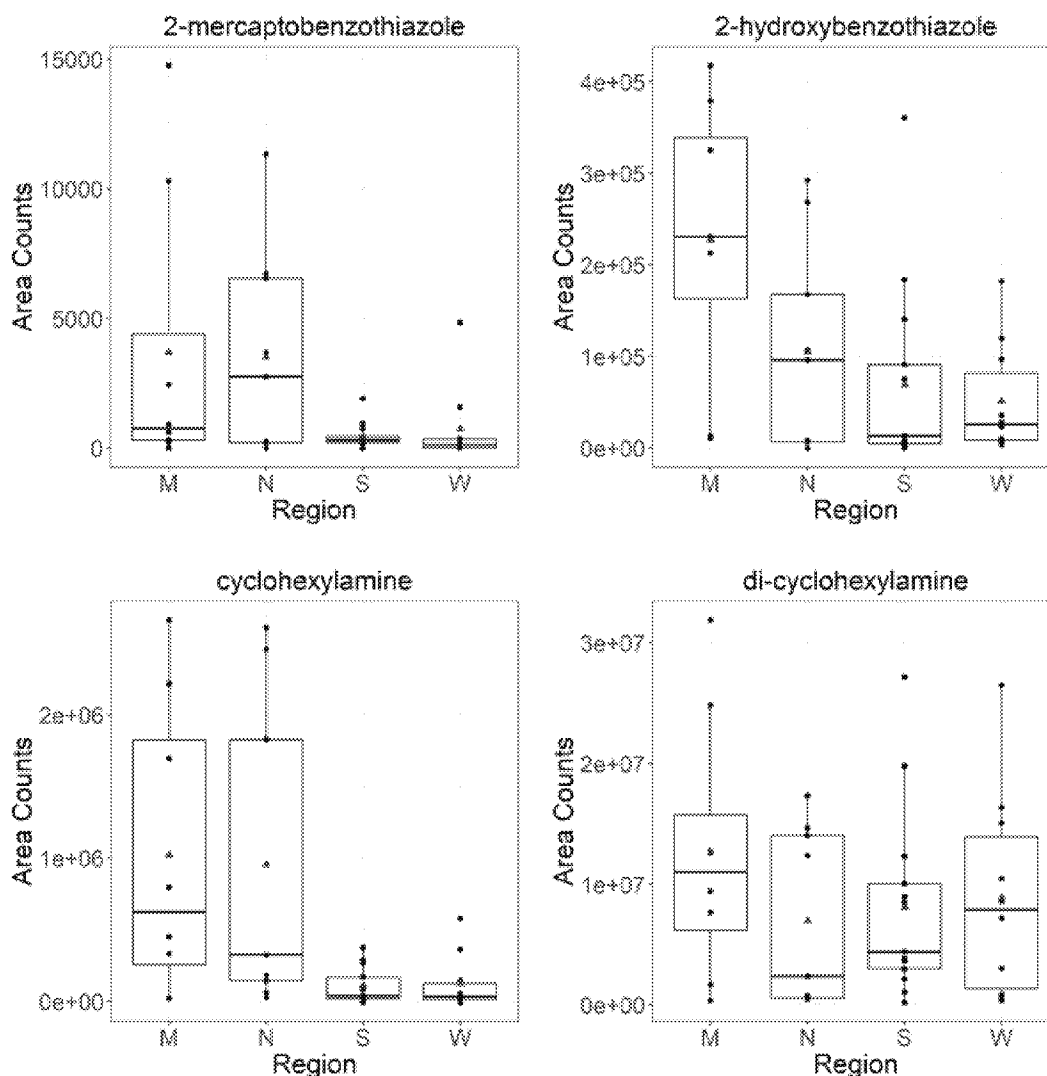 2-mercaptobenzothiazole
15000
10000
5000
0
Area Counts
M N S W
Region
2-hydroxybenzothiazole
4e+05
3e+05
2e+05
1e+05
0e+00
Area Counts
M N S W
Region
cyclohexylamine
2e+06
1e+06
0e+00
Area Counts
M N S W
Region
di-cyclohexylamine
3e+07
2e+07
1e+07
0e+00
Area Counts
M N S W
Region